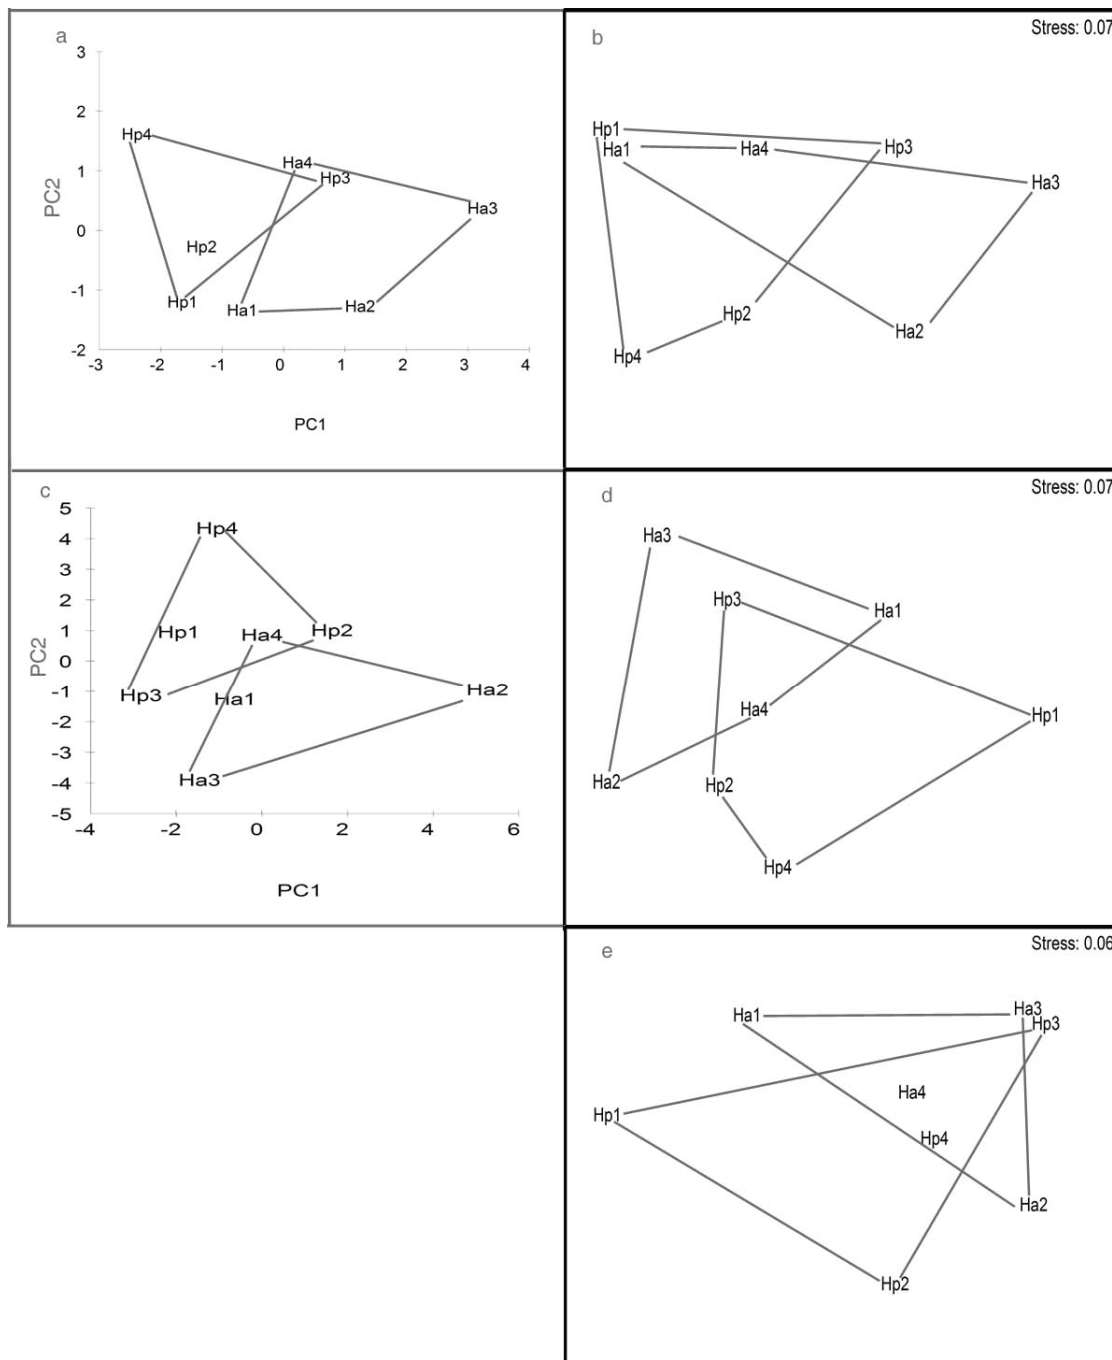 a
3
2
1
0
-1
-2
PC2
Hp4
Ha4
Hp3
Ha3
Hp2
Hp1
Ha1
Ha2
-3 -2 -1 0 1 2 3 4
PC1
b
Stress: 0.07
Hp1
Ha1
Ha4
Hp3
Ha3
Hp2
Ha2
Hp4
c
5
4
3
2
1
0
-1
-2
-3
-4
-5
PC2
Hp4
Hp1
Ha4
Hp2
Hp3
Ha1
Ha2
Ha3
-4 -2 0 2 4 6
PC1
d
Stress: 0.07
Ha3
Hp3
Ha1
Ha4
Hp1
Ha2
Hp2
Hp4
e
Stress: 0.06
Ha1
Ha3
Hp3
Ha4
Hp1
Hp4
Ha2
Hp2